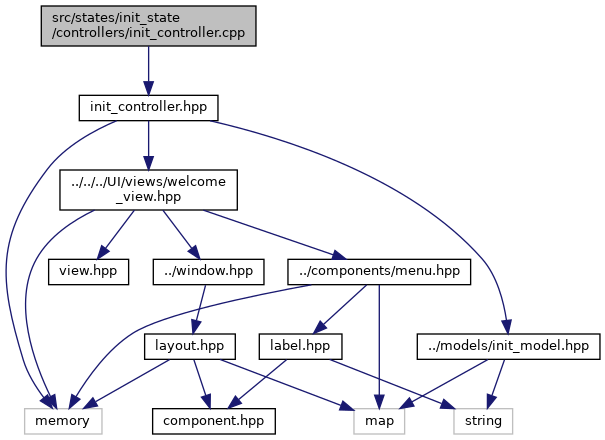 src/states/init_state
/controllers/init_controller.cpp
init_controller.hpp
../../../UI/views/welcome
_view.hpp
view.hpp
../window.hpp
../components/menu.hpp
layout.hpp
label.hpp
../models/init_model.hpp
memory
component.hpp
map
string